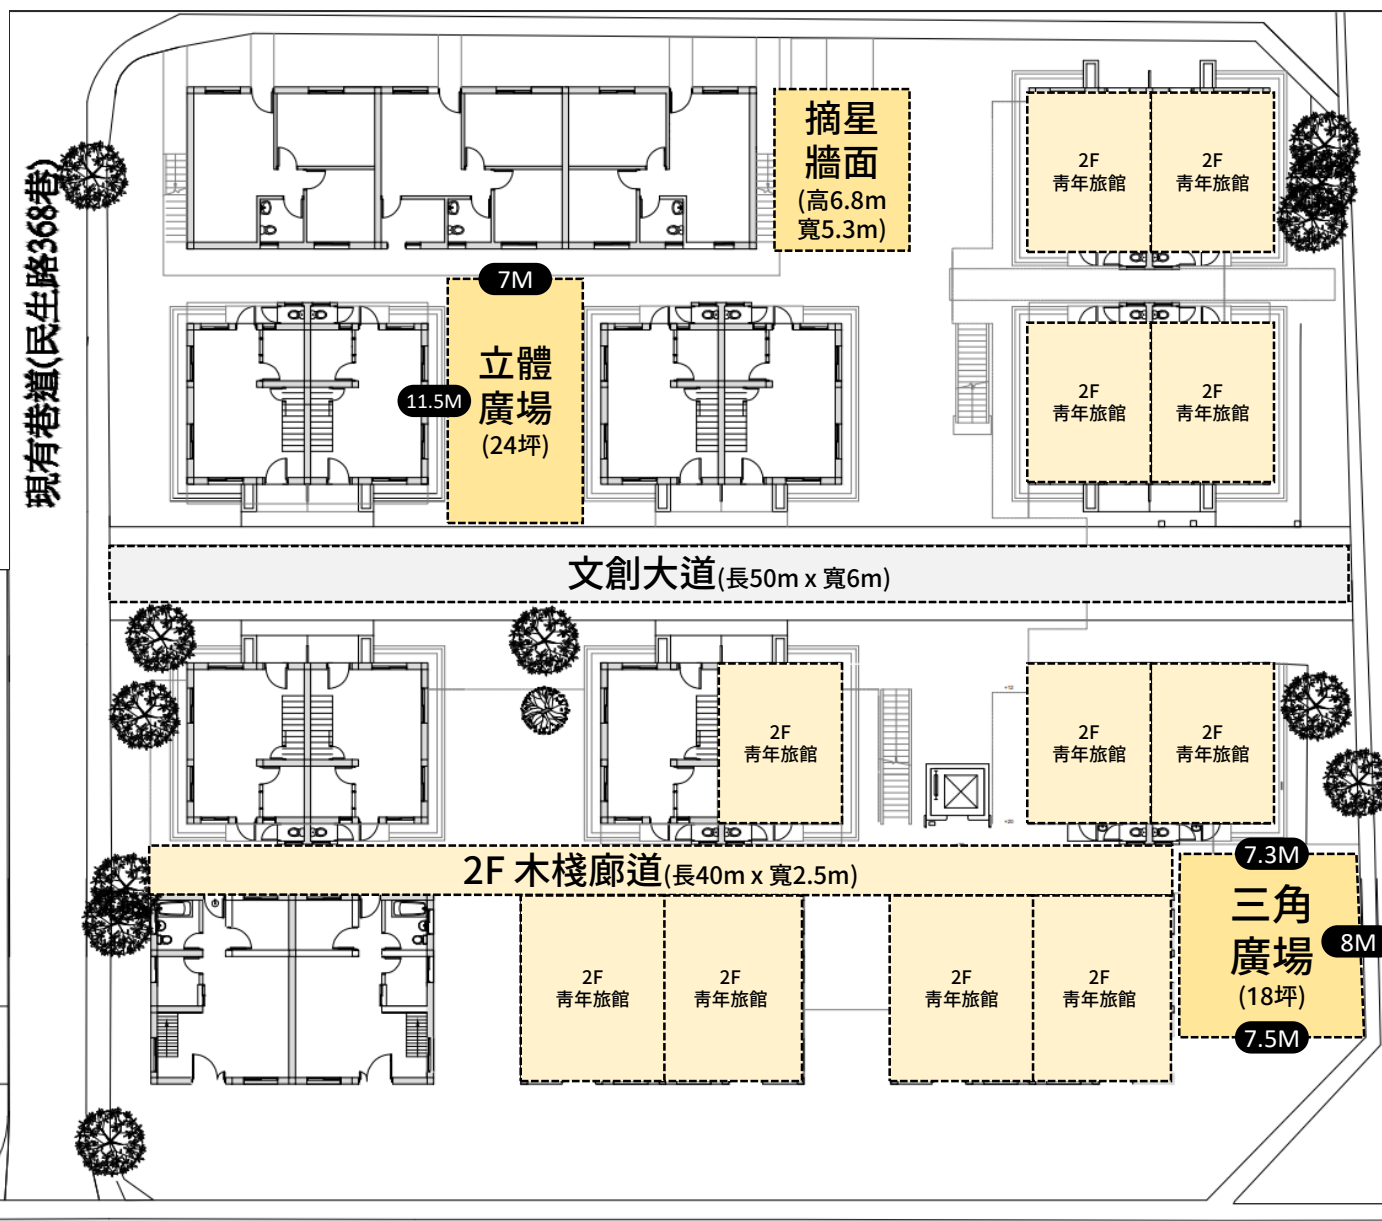 現有巷道(民生路368巷)
摘星
牆面
(高6.8m
寬5.3m)
2F
青年旅館
2F
青年旅館
7M
立體
廣場
(24坪)
11.5M
2F
青年旅館
2F
青年旅館
文創大道(長50m x 寬6m)
2F
青年旅館
2F
青年旅館
2F
青年旅館
+12
+20
2F 木棧廊道(長40m x 寬2.5m)
7.3M
三角
廣場
(18坪)
8M
7.5M
2F
青年旅館
2F
青年旅館
2F
青年旅館
2F
青年旅館